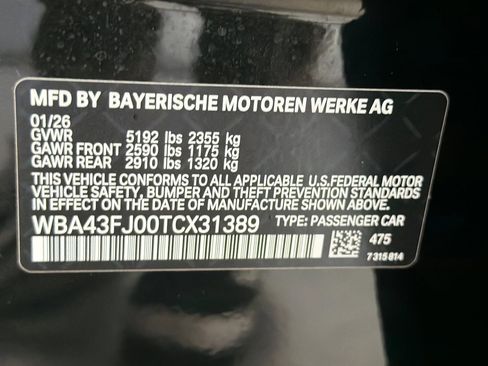 MFD BY BAYERISCHE MOTOREN WERKE AG
01/26
GVWR 5192 lbs 2355 kg
GAWR FRONT 2590 lbs 1175 kg
GAWR REAR 2910 lbs 1320 kg
THIS VEHICLE CONFORMS TO ALL APPLICABLE U.S.FEDERAL MOTOR
VEHICLE SAFETY, BUMPER AND THEFT PREVENTION STANDARDS
IN EFFECT ON THE DATE OF MANUFACTURE SHOWN ABOVE.
WBA43FJ00TCX31389 TYPE: PASSENGER CAR
475
7 315 814